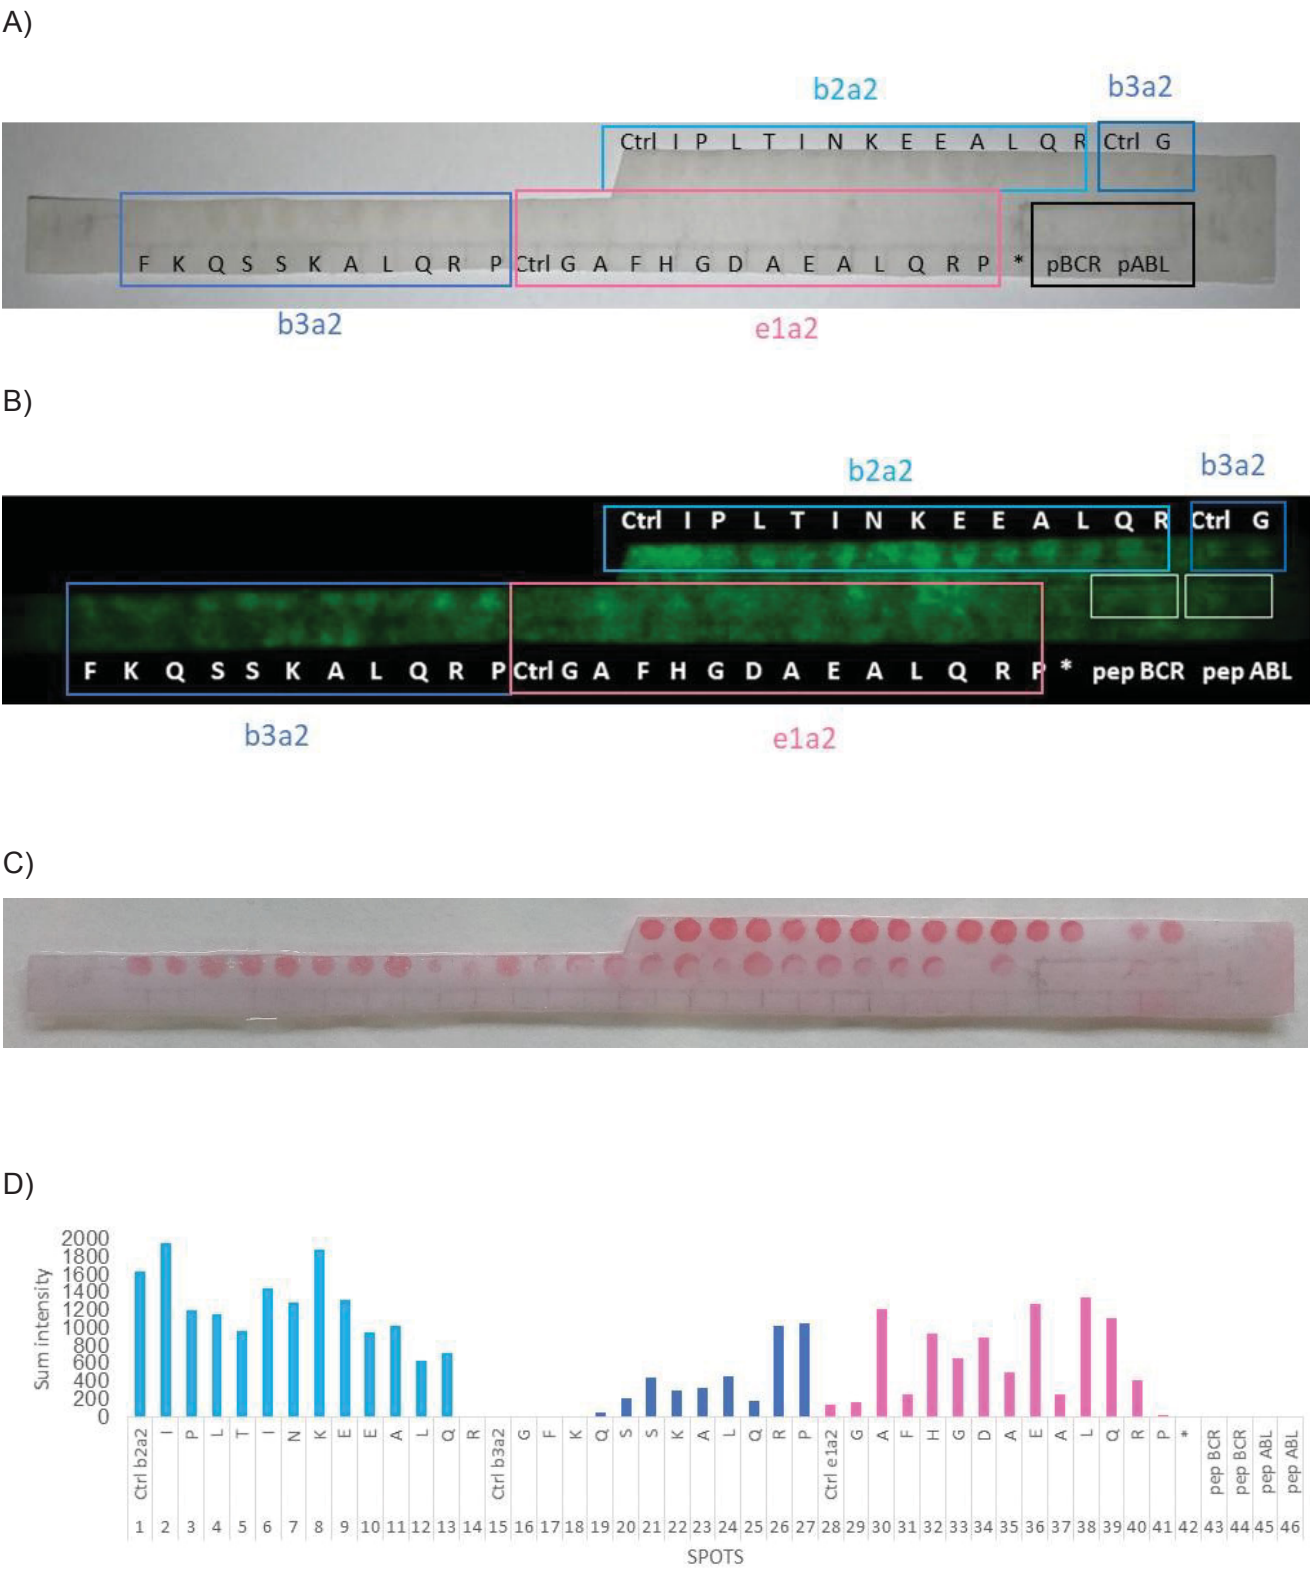 A)
b2a2 b3a2
Ctrl I P L T I N K E E A L Q R Ctrl G
F K Q S S K A L Q R P Ctrl G A F H G D A E A L Q R P * pBCR pABL
b3a2 e1a2
B)
b2a2 b3a2
Ctrl I P L T I N K E E A L Q R Ctrl G
F K Q S S K A L Q R P Ctrl G A F H G D A E A L Q R P * pep BCR pep ABL
b3a2 e1a2
C)
D)
Sum intensity
2000
1800
1600
1400
1200
1000
800
600
400
200
0
Ctrl b2a2 I P L T I N K E E A L Q R Ctrl b3a2 G F K Q S S K A L Q R P Ctrl e1a2 G A F H G D A E A L Q R P * pep BCR pep BCR pep ABL pep ABL
1 2 3 4 5 6 7 8 9 10 11 12 13 14 15 16 17 18 19 20 21 22 23 24 25 26 27 28 29 30 31 32 33 34 35 36 37 38 39 40 41 42 43 44 45 46
SPOTS